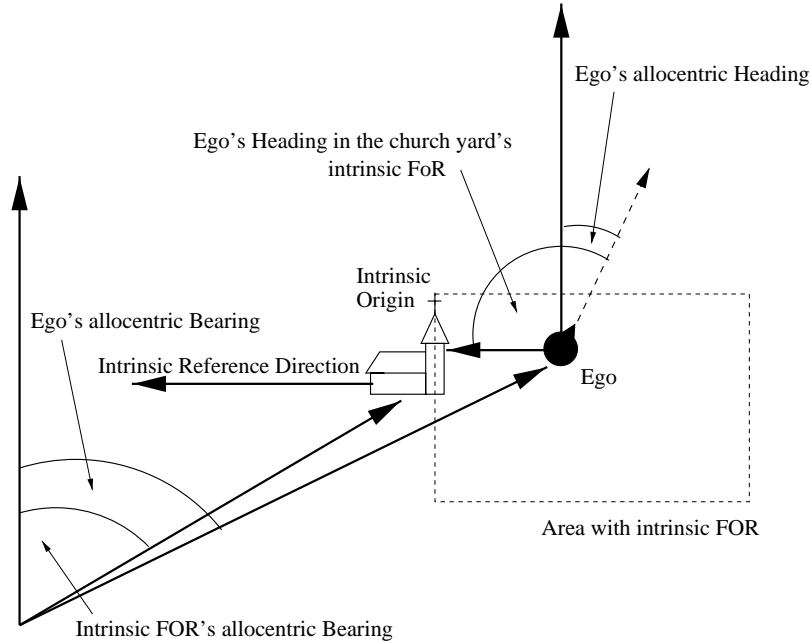 Ego’s allocentric Heading
Ego’s Heading in the church yard’s
intrinsic FoR
Intrinsic
Origin
Ego’s allocentric Bearing
Intrinsic Reference Direction
Ego
Area with intrinsic FOR
Intrinsic FOR’s allocentric Bearing